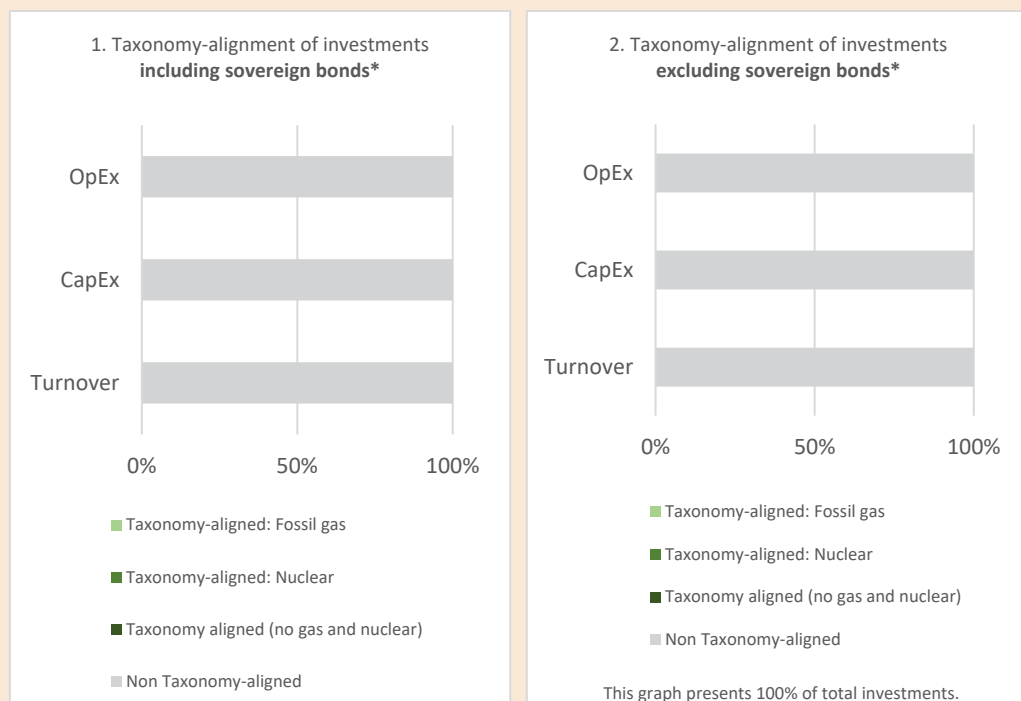 1. Taxonomy-alignment of investments
including sovereign bonds*
OpEx
CapEx
Turnover
0% 50% 100%
Taxonomy-aligned: Fossil gas
Taxonomy-aligned: Nuclear
Taxonomy aligned (no gas and nuclear)
Non Taxonomy-aligned
2. Taxonomy-alignment of investments
excluding sovereign bonds*
OpEx
CapEx
Turnover
0% 50% 100%
Taxonomy-aligned: Fossil gas
Taxonomy-aligned: Nuclear
Taxonomy aligned (no gas and nuclear)
Non Taxonomy-aligned
This graph presents 100% of total investments.